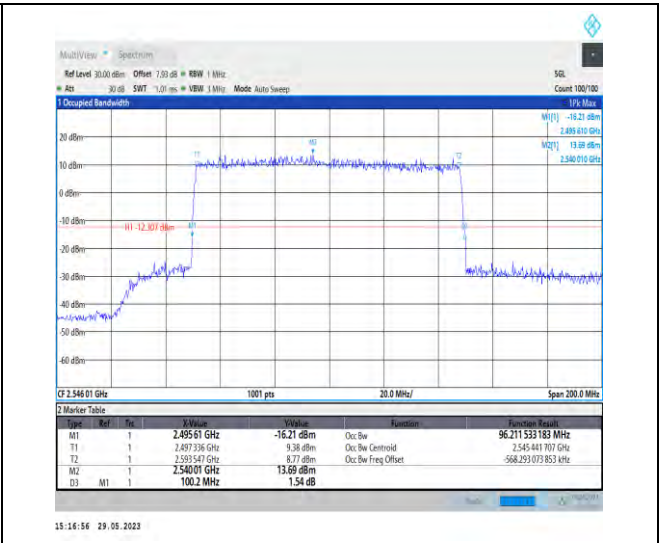 MultiView Spectrum
Ref Level 30.00 dBm Offset 7.93 dB RBW 1 MHz SGL
Att 30 dB SWT 1.01 ms VBW 3 MHz Mode Auto Sweep Count 100/100
1 Occupied Bandwidth 1Pk Max
M1[1] -16.21 dBm
2.495 610 GHz
20 dBm
M2[1] 13.69 dBm
2.540 010 GHz
M2
T1
T2
10 dBm
0 dBm
-10 dBm
H1 -12.307 dBm
M1
-20 dBm
-30 dBm
-40 dBm
-50 dBm
-60 dBm
CF 2.546 01 GHz 1001 pts 20.0 MHz/ Span 200.0 MHz
2 Marker Table
Type Ref Trc X-Value Y-Value Function Function Result
M1 1 2.495 61 GHz -16.21 dBm Occ Bw 96.211 533 183 MHz
T1 1 2.497 336 GHz 9.38 dBm Occ Bw Centroid 2.545 441 707 GHz
T2 1 2.593 547 GHz 8.77 dBm Occ Bw Freq Offset -568.293 073 853 kHz
M2 1 2.540 01 GHz 13.69 dBm
D3 M1 1 100.2 MHz 1.54 dB
15:16:56 29.05.2023